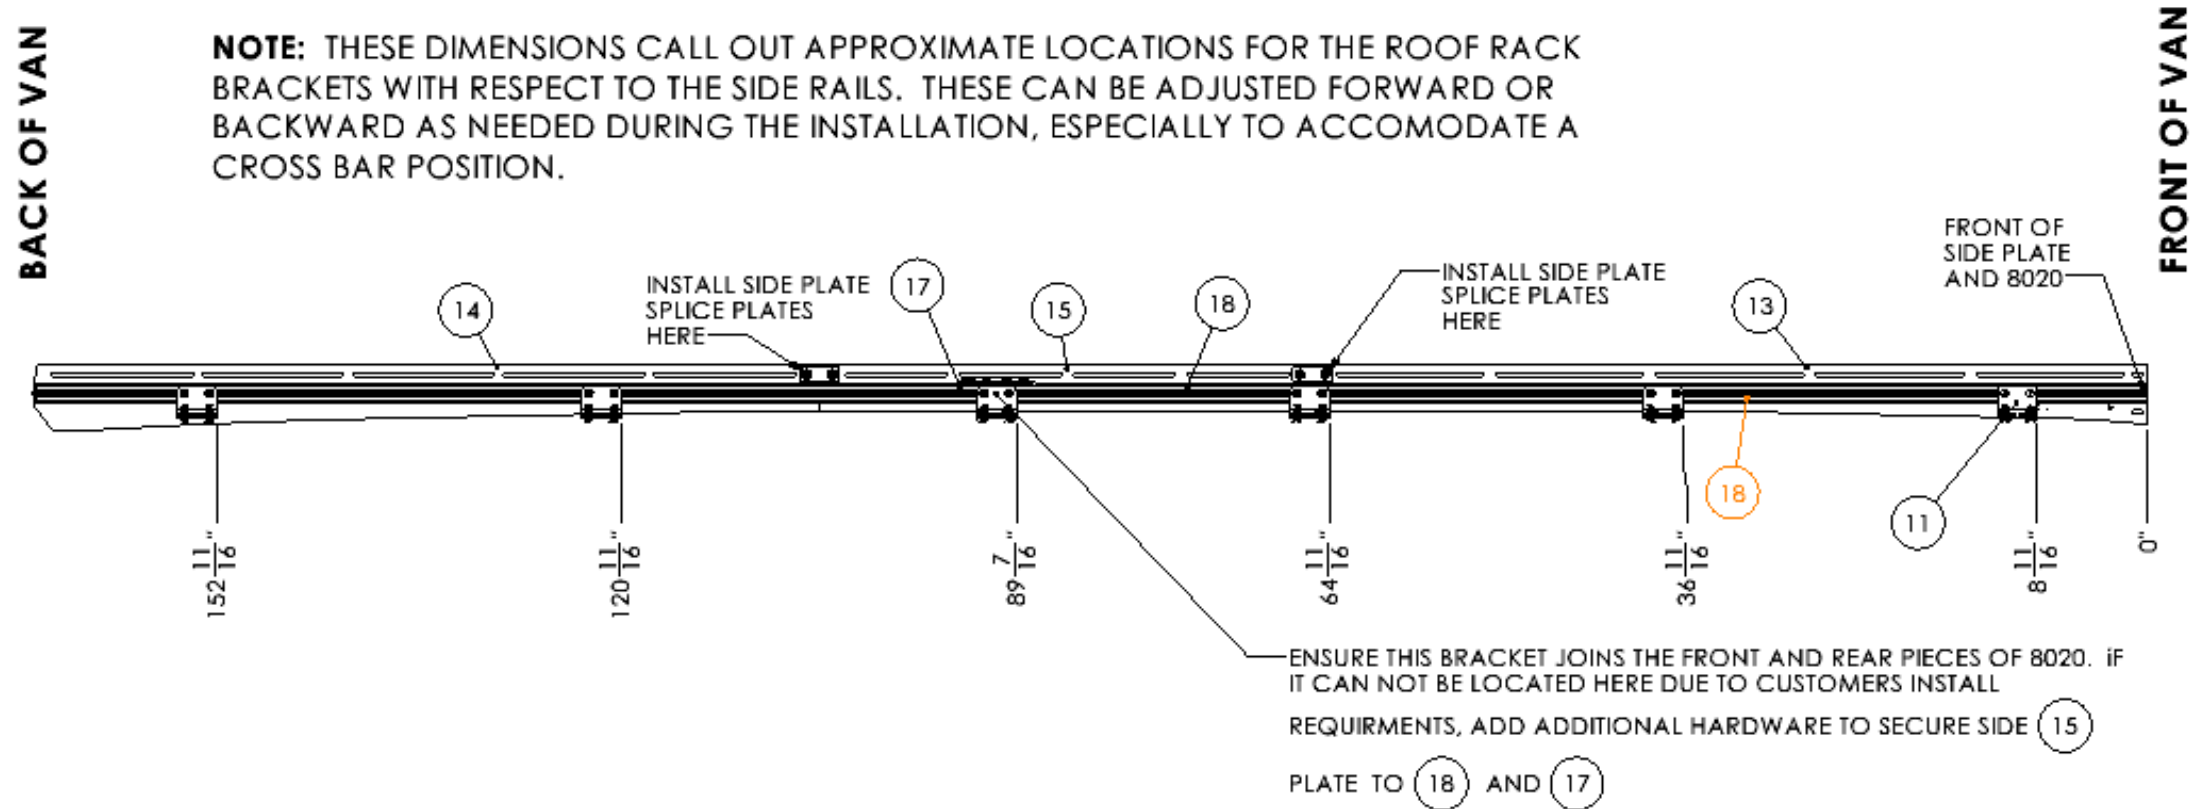 BACK OF VAN
NOTE: THESE DIMENSIONS CALL OUT APPROXIMATE LOCATIONS FOR THE ROOF RACK
BRACKETS WITH RESPECT TO THE SIDE RAILS. THESE CAN BE ADJUSTED FORWARD OR
BACKWARD AS NEEDED DURING THE INSTALLATION, ESPECIALLY TO ACCOMODATE A
CROSS BAR POSITION.
FRONT OF VAN
FRONT OF
SIDE PLATE
AND 8020
14
INSTALL SIDE PLATE
SPLICE PLATES
HERE
17
15
18
INSTALL SIDE PLATE
SPLICE PLATES
HERE
13
18
11
152 11/16"
120 11/16"
89 7/16"
64 11/16"
36 11/16"
8 11/16"
0"
ENSURE THIS BRACKET JOINS THE FRONT AND REAR PIECES OF 8020. iF
IT CAN NOT BE LOCATED HERE DUE TO CUSTOMERS INSTALL
REQUIRMENTS, ADD ADDITIONAL HARDWARE TO SECURE SIDE 15
PLATE TO 18 AND 17